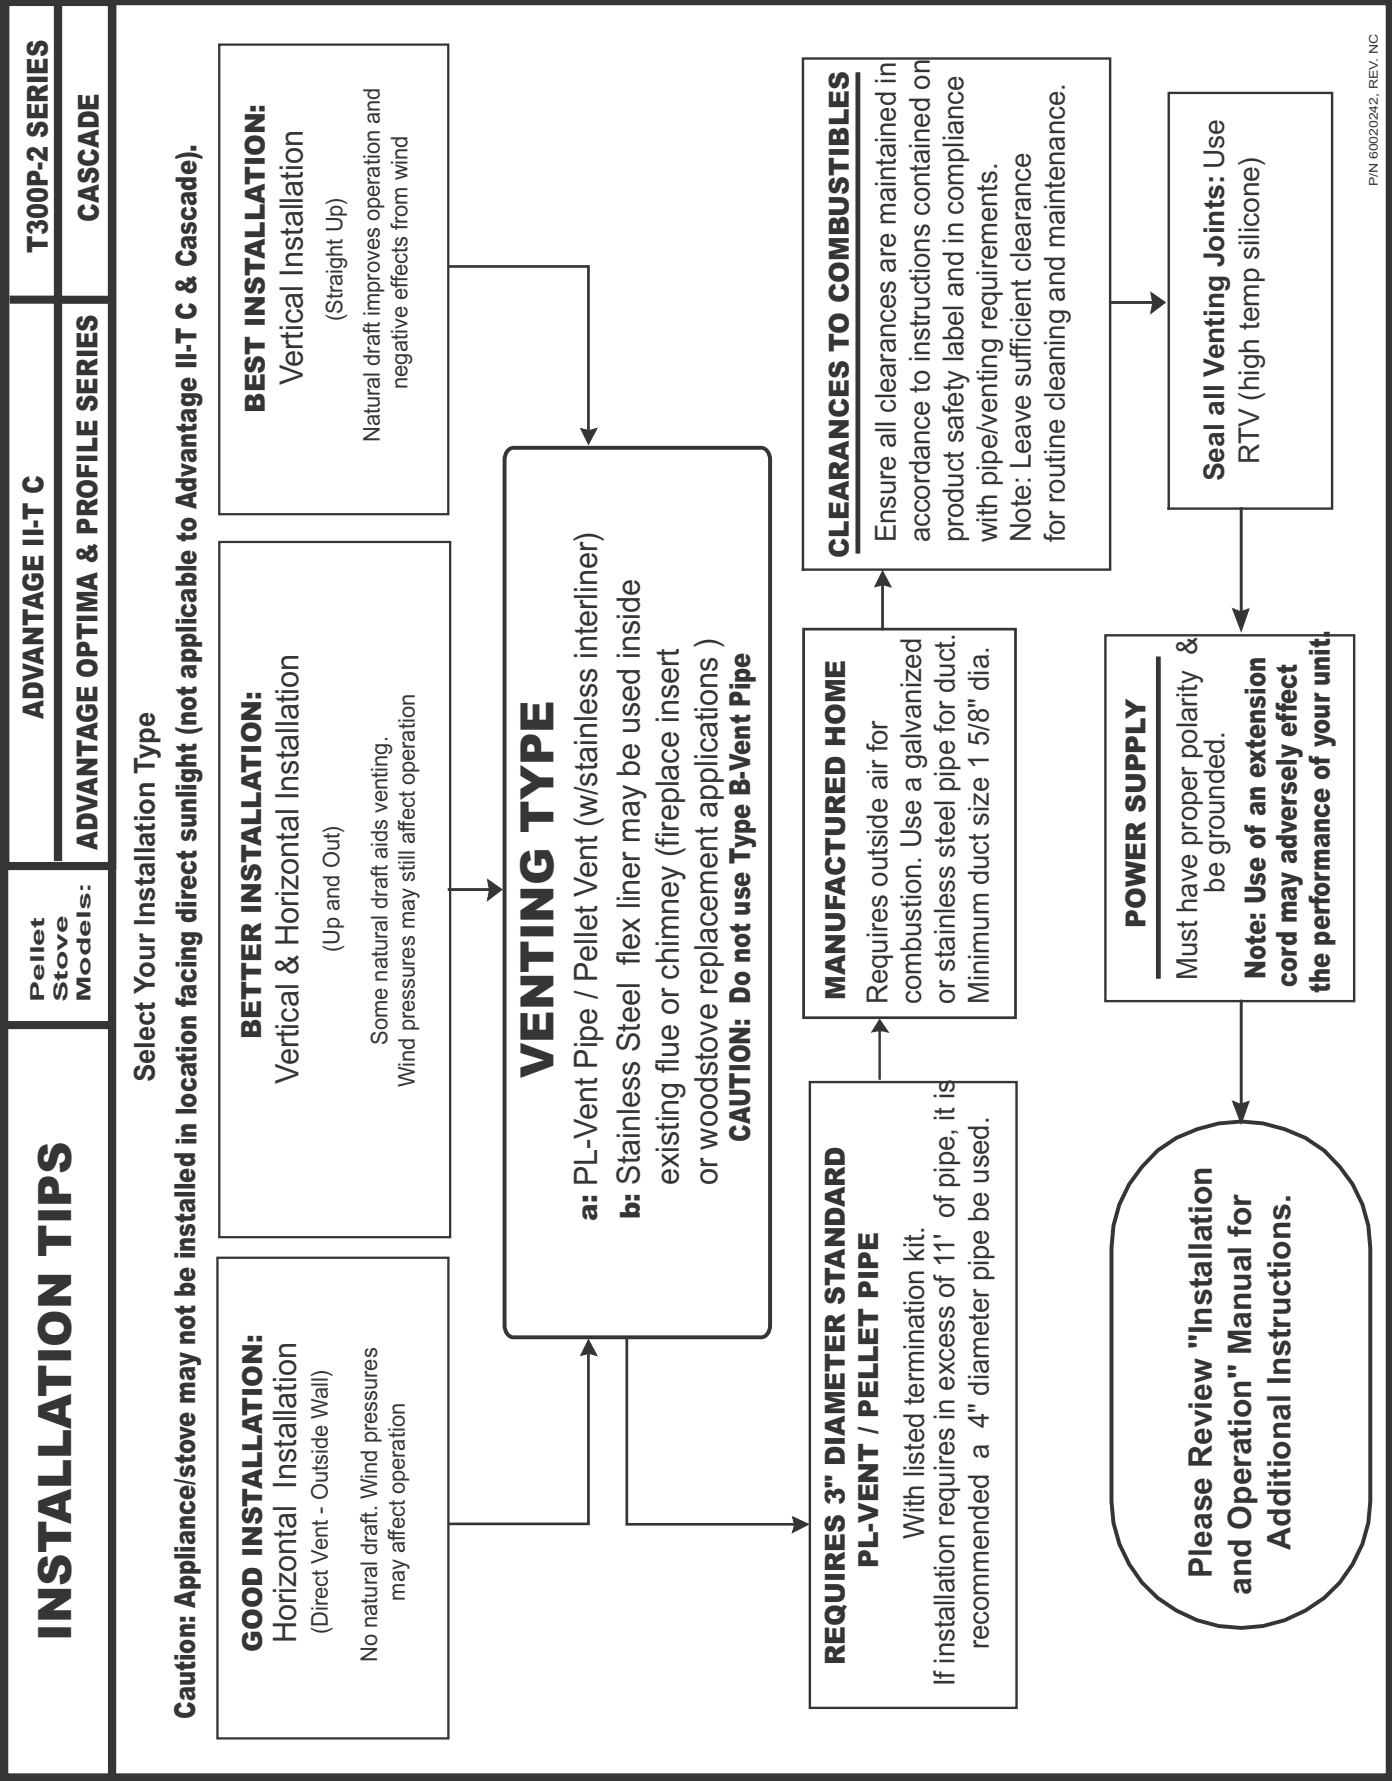 INSTALLATION TIPS
Pellet
Stove
Models:
ADVANTAGE II-T C
T300P-2 SERIES
ADVANTAGE OPTIMA & PROFILE SERIES
CASCADE
Select Your Installation Type
Caution: Appliance/stove may not be installed in location facing direct sunlight (not applicable to Advantage II-T C & Cascade).
GOOD INSTALLATION:
Horizontal Installation
(Direct Vent - Outside Wall)
No natural draft. Wind pressures
may affect operation
BETTER INSTALLATION:
Vertical & Horizontal Installation
(Up and Out)
Some natural draft aids venting.
Wind pressures may still affect operation
BEST INSTALLATION:
Vertical Installation
(Straight Up)
Natural draft improves operation and
negative effects from wind
VENTING TYPE
a: PL-Vent Pipe / Pellet Vent (w/stainless interliner)
b: Stainless Steel flex liner may be used inside
existing flue or chimney (fireplace insert
or woodstove replacement applications )
CAUTION: Do not use Type B-Vent Pipe
REQUIRES 3" DIAMETER STANDARD
PL-VENT / PELLET PIPE
With listed termination kit.
If installation requires in excess of 11' of pipe, it is
recommended a 4" diameter pipe be used.
MANUFACTURED HOME
Requires outside air for
combustion. Use a galvanized
or stainless steel pipe for duct.
Minimum duct size 1 5/8" dia.
CLEARANCES TO COMBUSTIBLES
Ensure all clearances are maintained in
accordance to instructions contained on
product safety label and in compliance
with pipe/venting requirements.
Note: Leave sufficient clearance
for routine cleaning and maintenance.
Seal all Venting Joints: Use
RTV (high temp silicone)
POWER SUPPLY
Must have proper polarity &
be grounded.
Note: Use of an extension
cord may adversely effect
the performance of your unit.
Please Review "Installation
and Operation" Manual for
Additional Instructions.
P/N 60020242, REV. NC